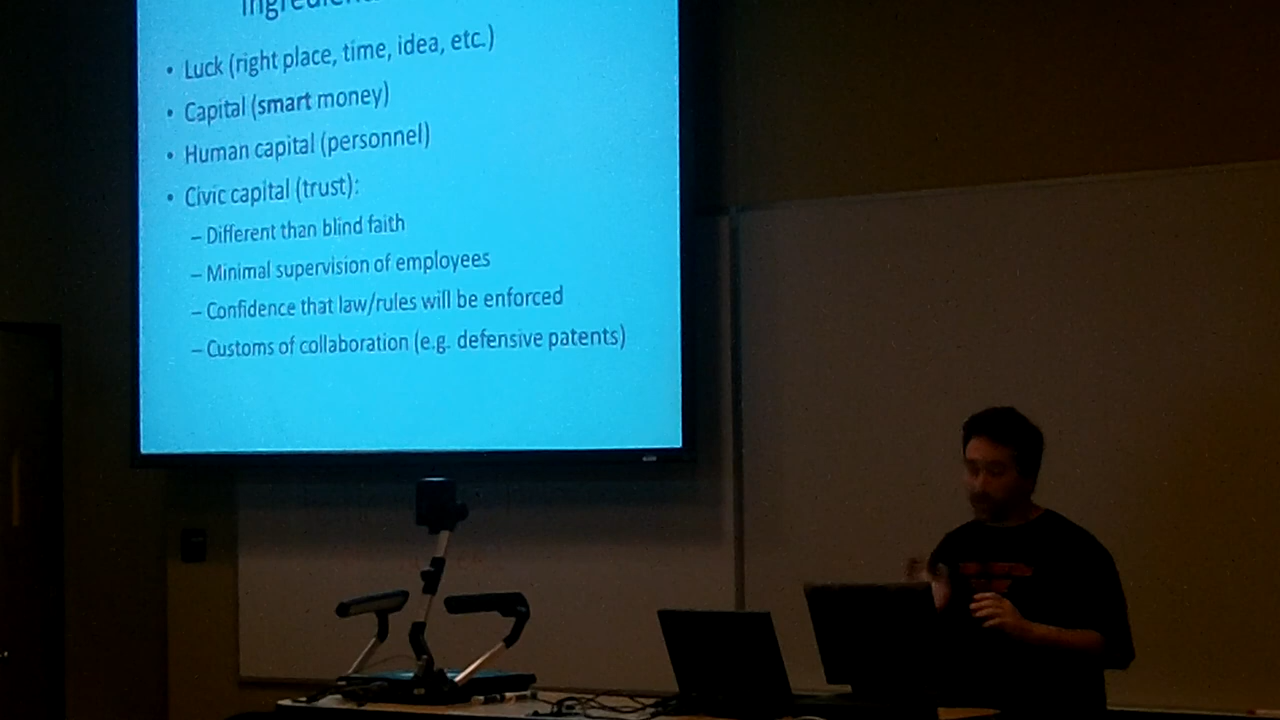 • Luck (right place, time, idea, etc.)
• Capital (smart money)
• Human capital (personnel)
• Civic capital (trust):
– Different than blind faith
– Minimal supervision of employees
– Confidence that law/rules will be enforced
– Customs of collaboration (e.g. defensive patents)